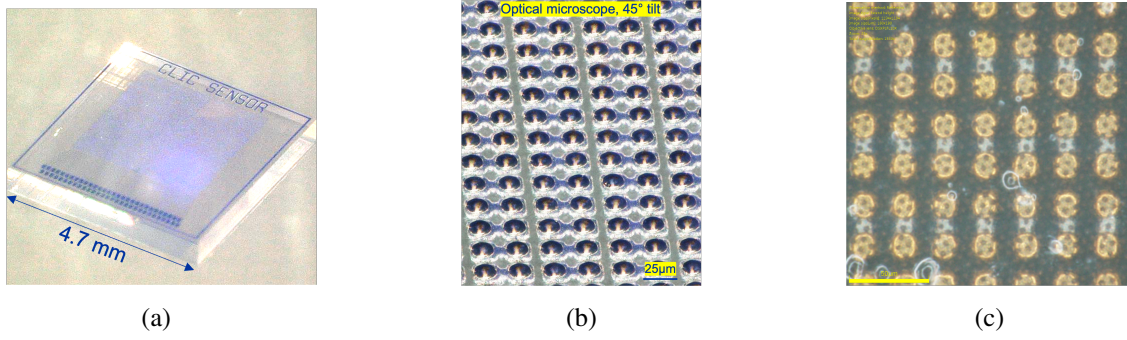 CLIC SENSOR
4.7 mm
Optical microscope, 45° tilt
25µm
(a)
(b)
(c)